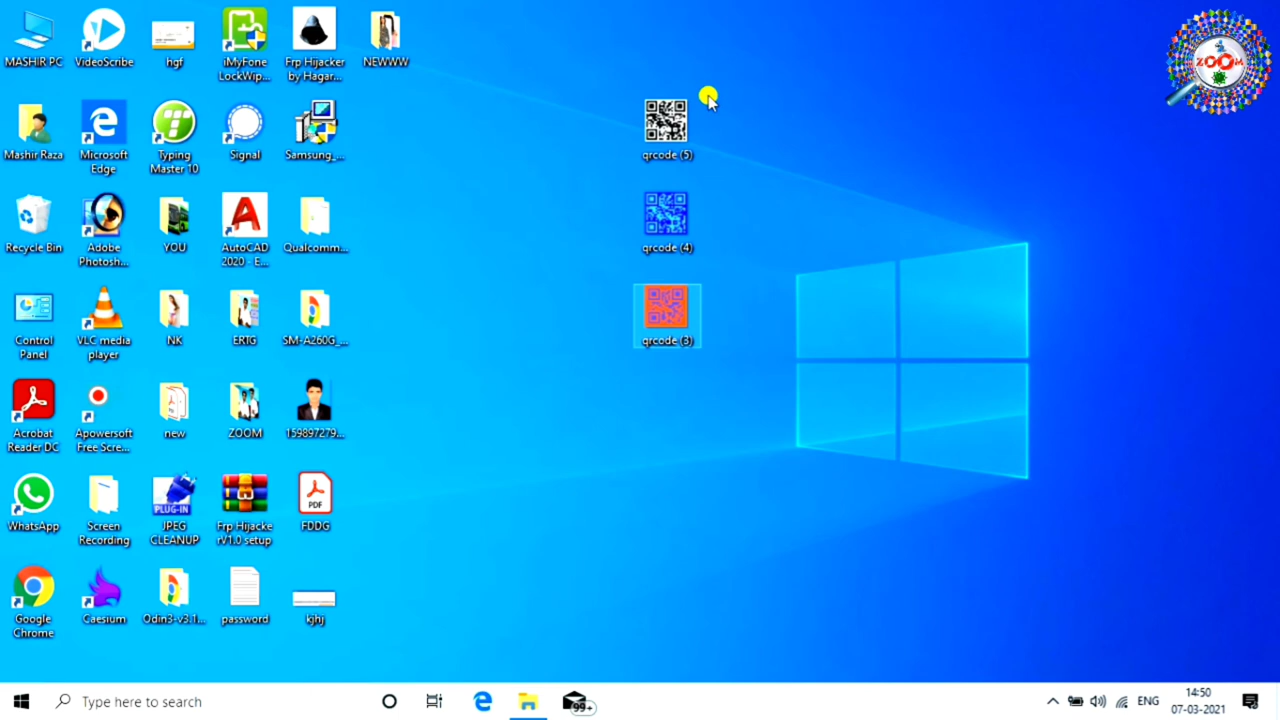 MASHIR PC
VideoScribe
hgf
iMyFone
LockWip...
Frp Hijacker
by Hagar...
NEWWW
ZOOM
Mashir Raza
Microsoft
Edge
Typing
Master 10
Signal
Samsung_...
qrcode (5)
Recycle Bin
Adobe
Photosh...
YOU
AutoCAD
2020 - E...
Qualcomm...
qrcode (4)
Control
Panel
VLC media
player
NK
ERTG
SM-A260G_...
qrcode (3)
Acrobat
Reader DC
Apowersoft
Free Scre...
new
ZOOM
159897279...
WhatsApp
Screen
Recording
PLUG-IN
JPEG
CLEANUP
Frp Hijacke
rV1.0 setup
PDF
FDDG
Google
Chrome
Caesium
Odin3-v3.1...
password
kjhj
Type here to search
99+
ENG
14:50
07-03-2021